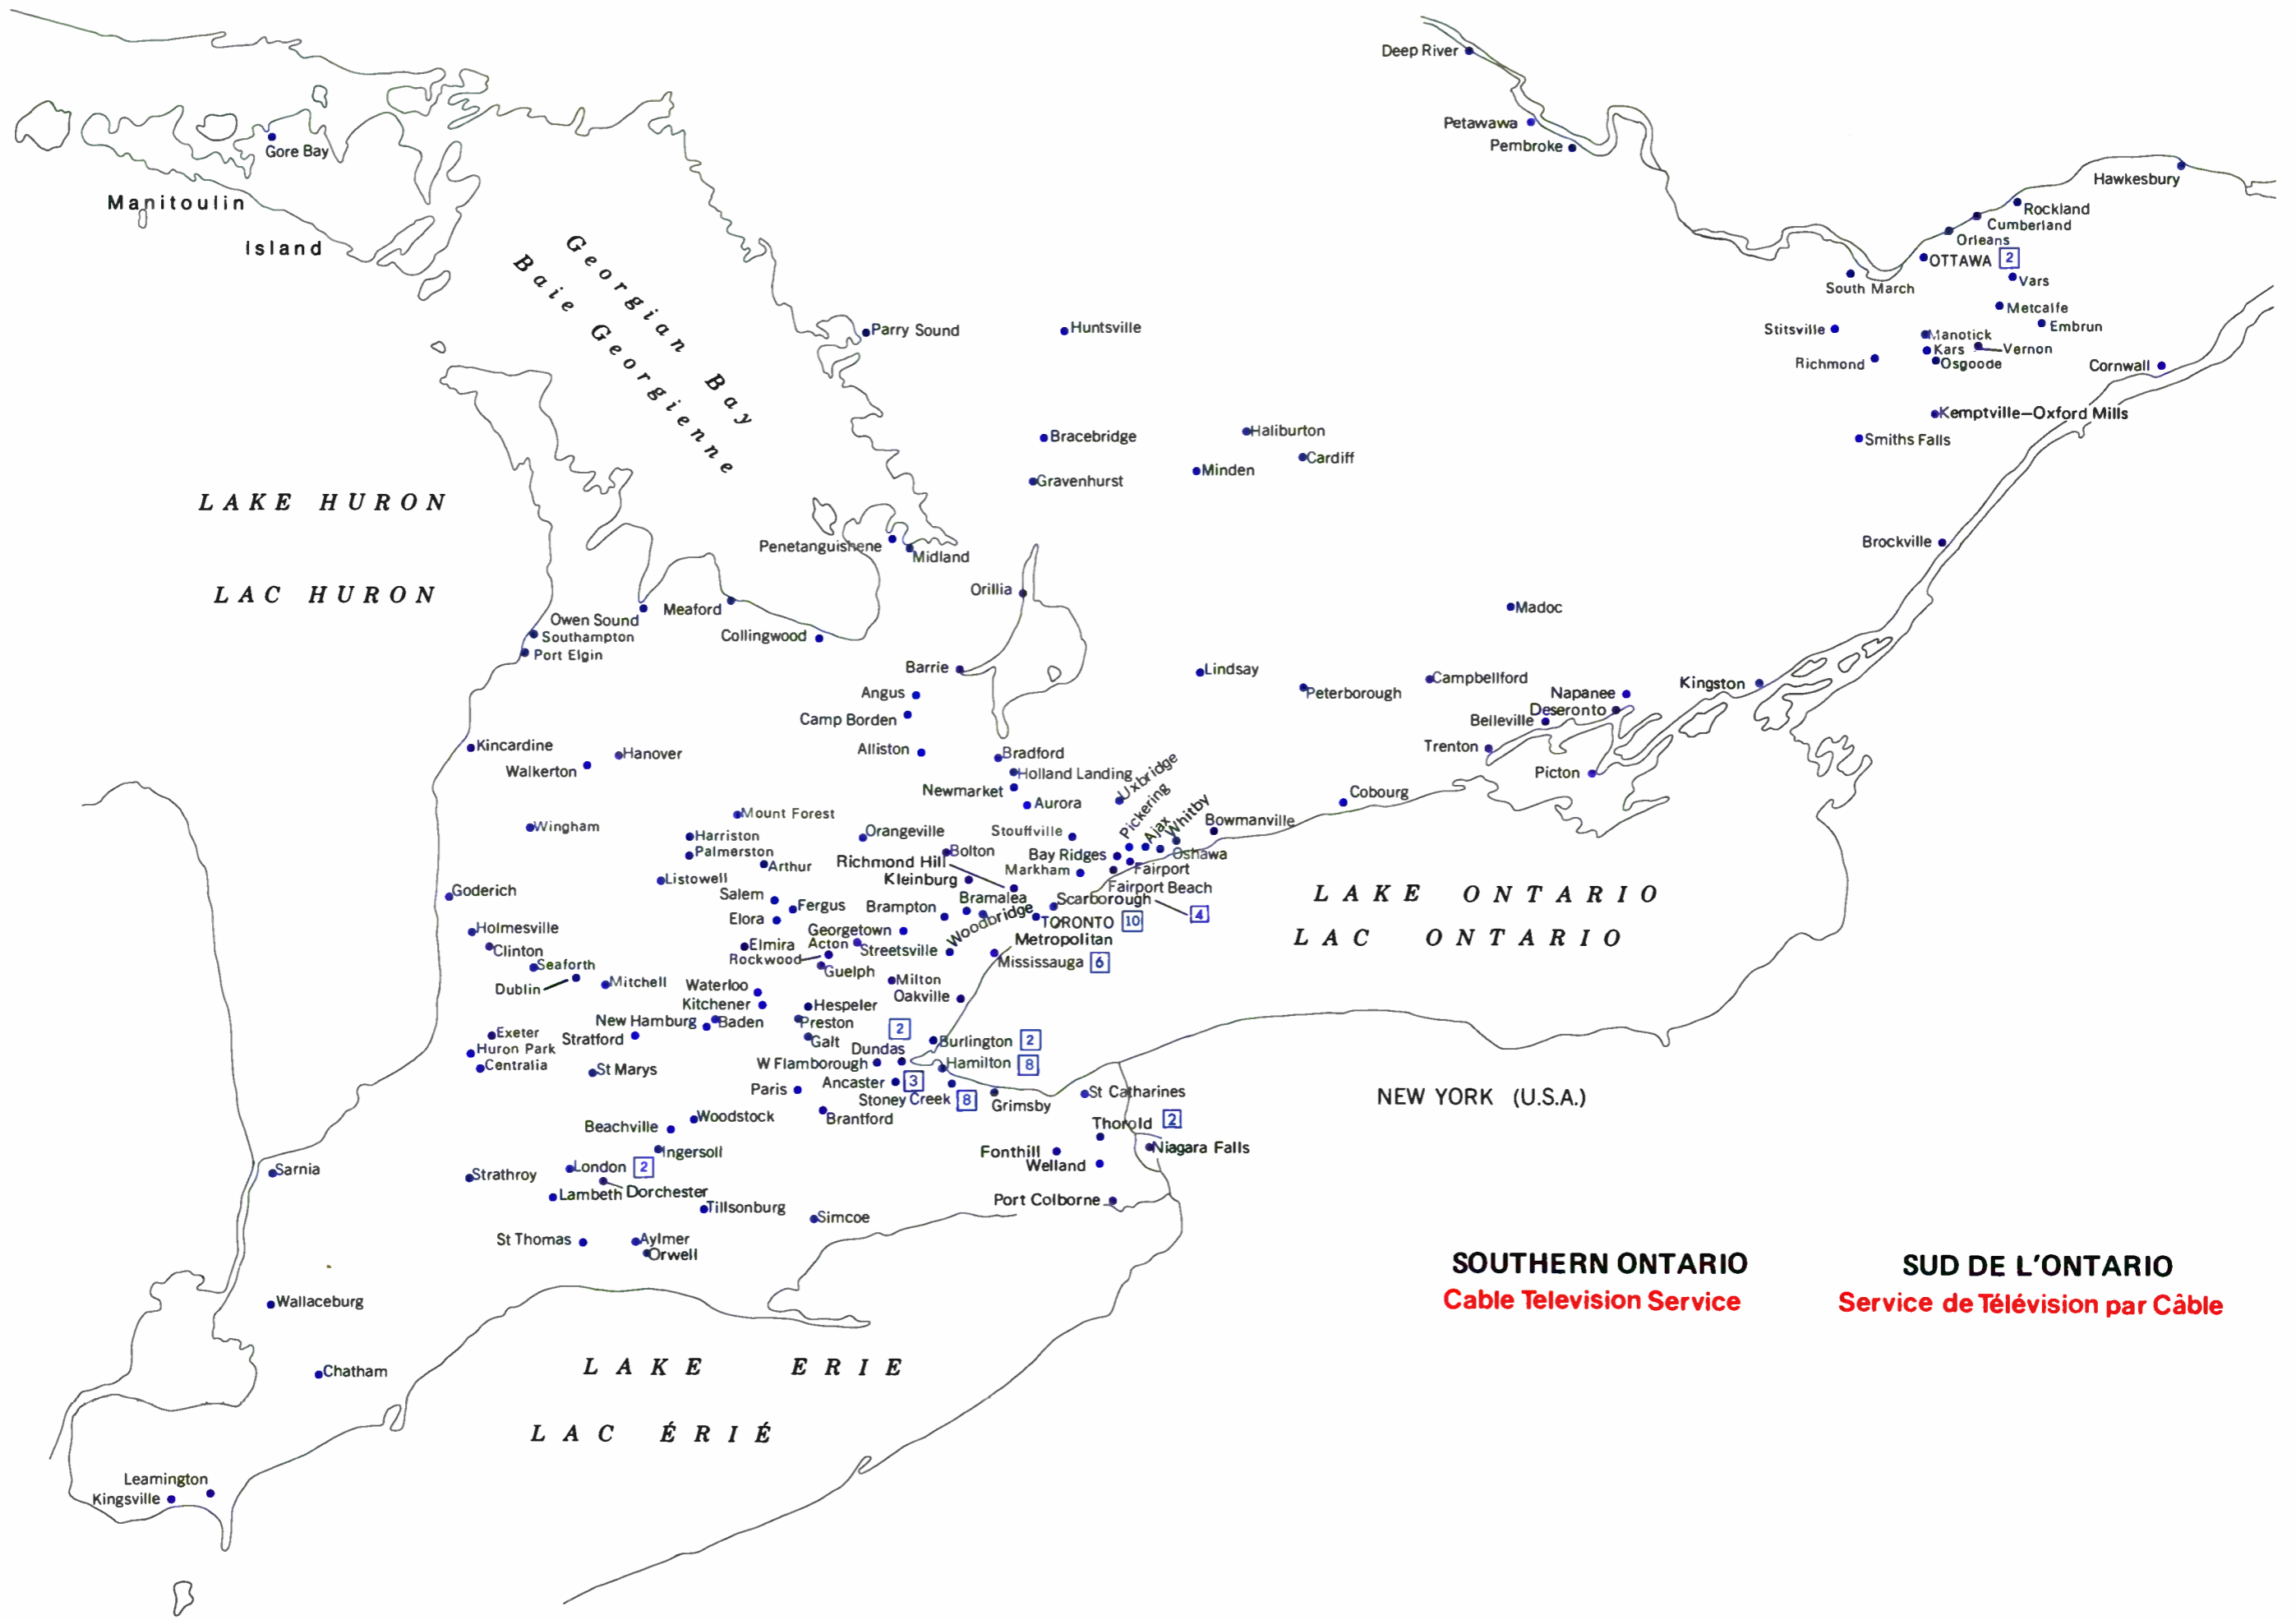 Deep River
Petawawa
Pembroke
Gore Bay
Hawkesbury
Manitoulin
Island
Rockland
Cumberland
Orleans
OTTAWA 2
Georgian Bay
Baie Georgienne
Vars
South March
Metcalfe
Parry Sound
Huntsville
Stitsville
Embrun
Manotick
Kars
Vernon
Richmond
Osgoode
Cornwall
Kemptville–Oxford Mills
Bracebridge
Haliburton
Smiths Falls
Cardiff
Minden
Gravenhurst
LAKE HURON
Penetanguishene
Midland
Brockville
LAC HURON
Orillia
Madoc
Owen Sound
Meaford
Southampton
Collingwood
Port Elgin
Barrie
Lindsay
Campbellford
Kingston
Angus
Peterborough
Napanee
Deseronto
Camp Borden
Belleville
Kincardine
Hanover
Alliston
Bradford
Trenton
Walkerton
Holland Landing
Uxbridge
Picton
Newmarket
Aurora
Pickering
Ajax
Whitby
Cobourg
Mount Forest
Wingham
Bowmanville
Harriston
Orangeville
Stouffville
Palmerston
Bolton
Bay Ridges
Oshawa
Arthur
Richmond Hill
Markham
Fairport
Listowell
Kleinburg
Fairport Beach
Goderich
Salem
Bramalea
Scarborough 4
LAKE ONTARIO
Fergus
Brampton
Woodbridge
Elora
TORONTO 10
Holmesville
Georgetown
Metropolitan
LAC ONTARIO
Clinton
Elmira
Acton
Streetsville
Rockwood
Mississauga 6
Seaforth
Guelph
Dublin
Mitchell
Milton
Waterloo
Oakville
Kitchener
Hespeler
New Hamburg
Baden
Preston
2
Exeter
Stratford
Galt
Burlington 2
Huron Park
Dundas
Centralia
St Marys
W Flamborough
Hamilton 8
Paris
Ancaster 3
Stoney Creek 8
Grimsby
St Catharines
NEW YORK (U.S.A.)
Woodstock
Brantford
Beachville
Thorold 2
Ingersoll
Fonthill
Niagara Falls
London 2
Welland
Sarnia
Strathroy
Lambeth
Dorchester
Port Colborne
Tillsonburg
Simcoe
St Thomas
Aylmer
Orwell
SOUTHERN ONTARIO
Cable Television Service
SUD DE L'ONTARIO
Service de Télévision par Câble
Wallaceburg
Chatham
LAKE ERIE
LAC ÉRIÉ
Leamington
Kingsville